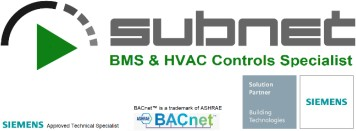 subnet
BMS & HVAC Controls Specialist
SIEMENS Approved Technical Specialist
BACnet™ is a trademark of ASHRAE
BACnet™
Solution
Partner
Building
Technologies
SIEMENS